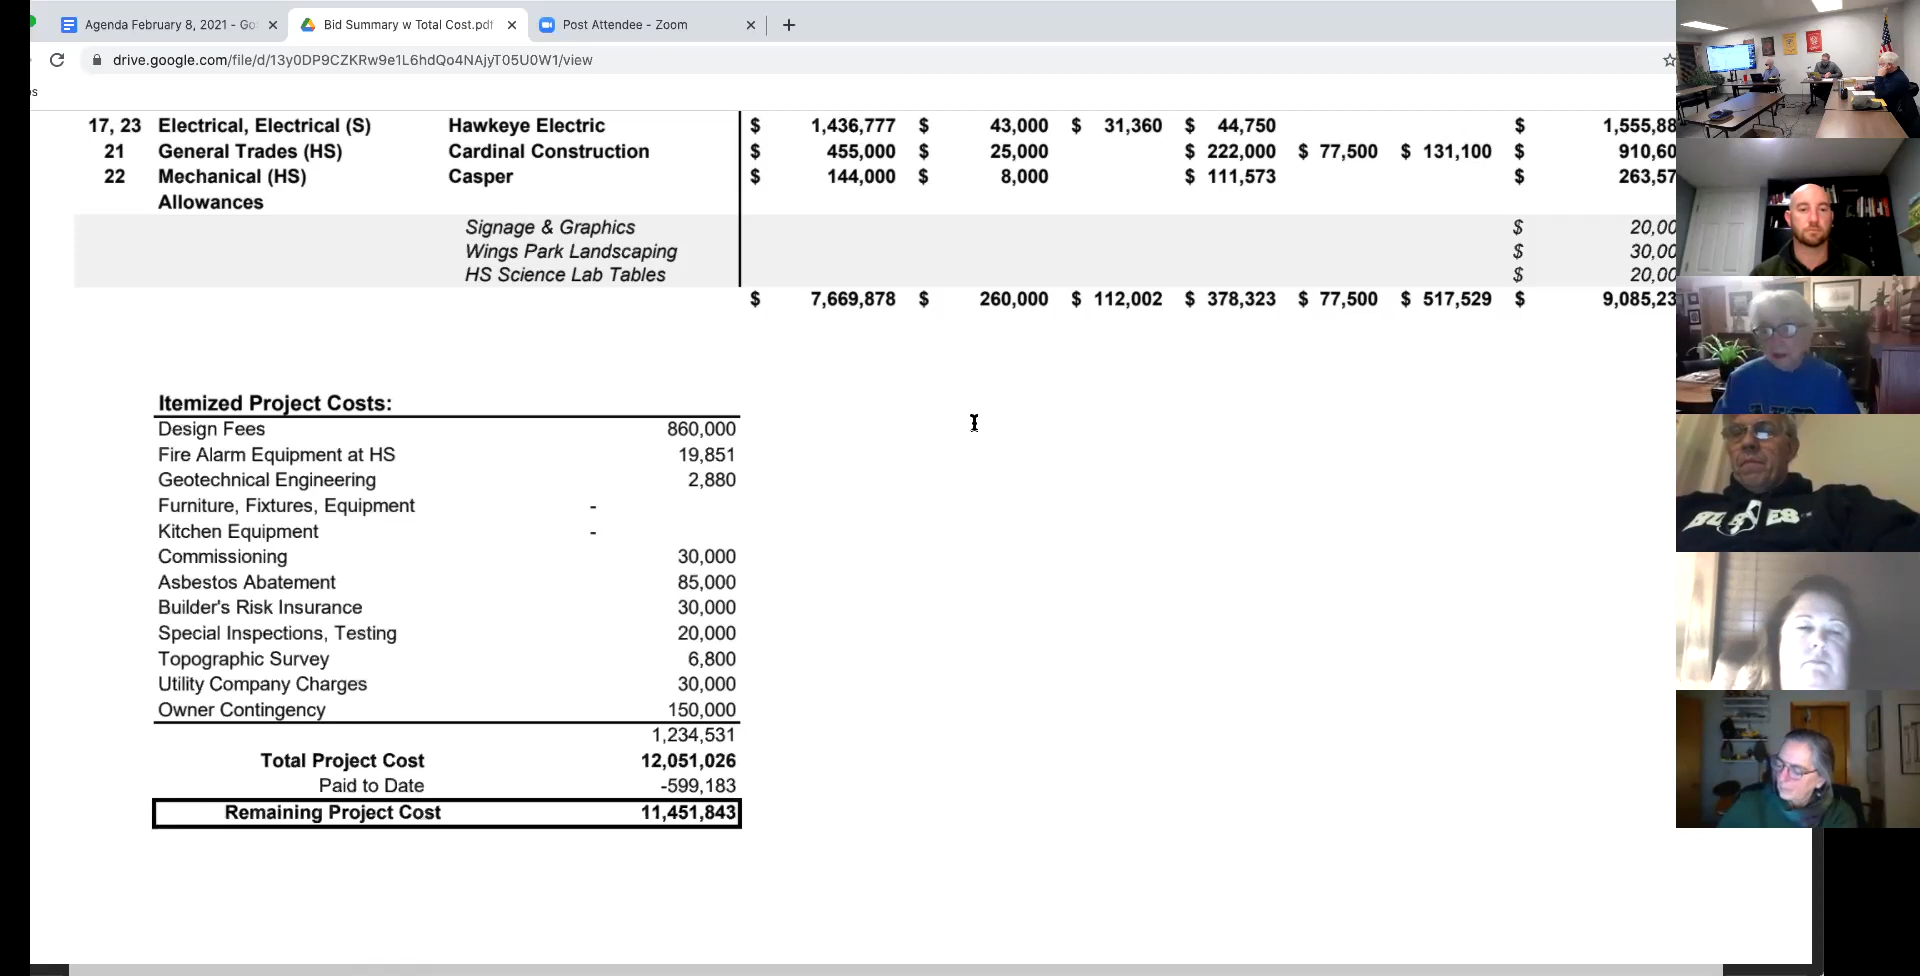 Agenda February 8, 2021 - Go
Bid Summary w Total Cost.pdf
Post Attendee - Zoom
drive.google.com/file/d/13y0DP9CZKRw9e1L6hdQo4NAjyT05U0W1/view
os
17, 23 Electrical, Electrical (S) Hawkeye Electric $ 1,436,777 $ 43,000 $ 31,360 $ 44,750 $ 1,555,88
21 General Trades (HS) Cardinal Construction $ 455,000 $ 25,000 $ 222,000 $ 77,500 $ 131,100 $ 910,60
22 Mechanical (HS) Casper $ 144,000 $ 8,000 $ 111,573 $ 263,57
Allowances
Signage & Graphics $ 20,00
Wings Park Landscaping $ 30,00
HS Science Lab Tables $ 20,00
$ 7,669,878 $ 260,000 $ 112,002 $ 378,323 $ 77,500 $ 517,529 $ 9,085,23
Itemized Project Costs:
Design Fees 860,000
Fire Alarm Equipment at HS 19,851
Geotechnical Engineering 2,880
Furniture, Fixtures, Equipment -
Kitchen Equipment -
Commissioning 30,000
Asbestos Abatement 85,000
Builder's Risk Insurance 30,000
Special Inspections, Testing 20,000
Topographic Survey 6,800
Utility Company Charges 30,000
Owner Contingency 150,000
1,234,531
Total Project Cost 12,051,026
Paid to Date -599,183
Remaining Project Cost 11,451,843